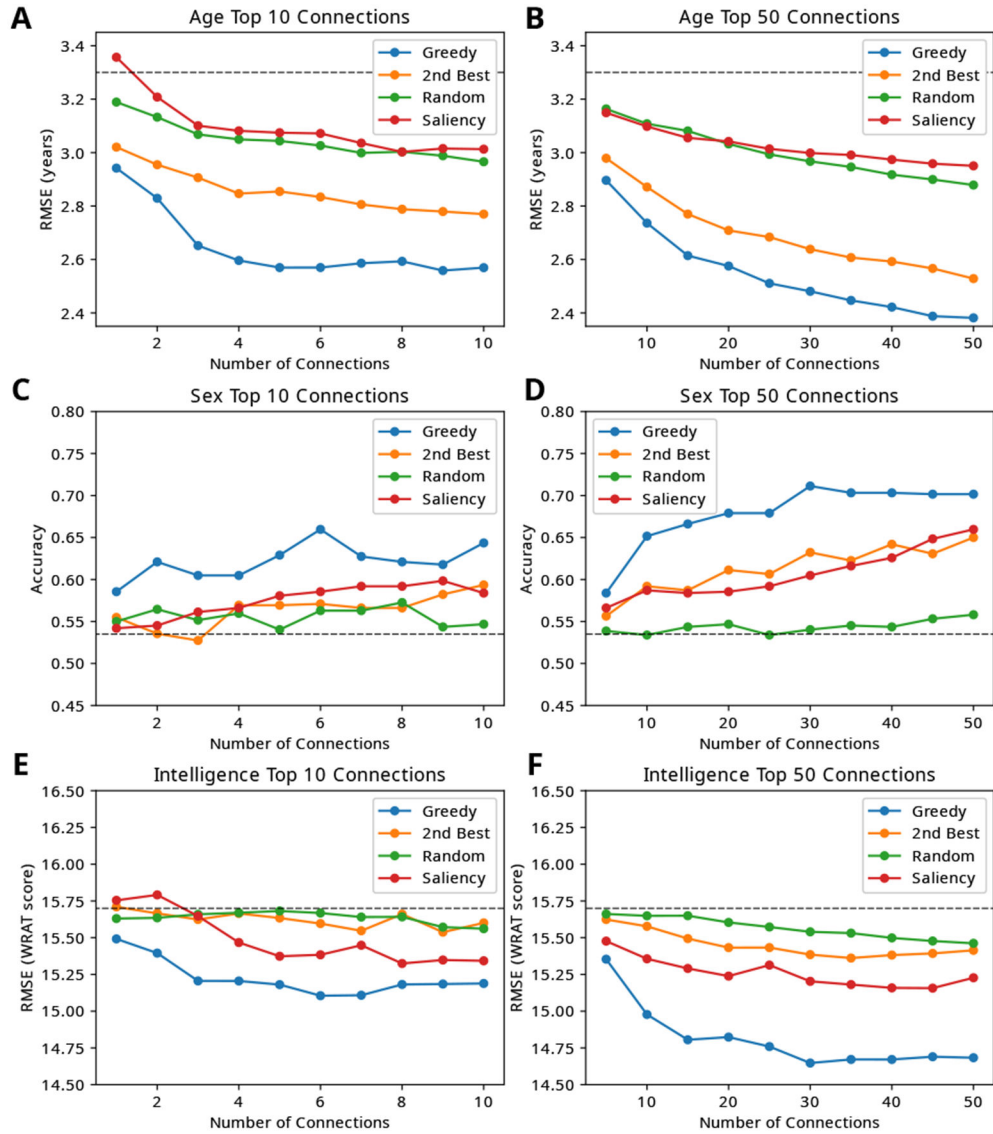 A
Age Top 10 Connections
3.4
3.2
3.0
2.8
2.6
2.4
RMSE (years)
Greedy
2nd Best
Random
Saliency
2
4
6
8
10
Number of Connections
B
Age Top 50 Connections
3.4
3.2
3.0
2.8
2.6
2.4
RMSE (years)
Greedy
2nd Best
Random
Saliency
10
20
30
40
50
Number of Connections
C
Sex Top 10 Connections
0.80
0.75
0.70
0.65
0.60
0.55
0.50
0.45
Accuracy
Greedy
2nd Best
Random
Saliency
2
4
6
8
10
Number of Connections
D
Sex Top 50 Connections
0.80
0.75
0.70
0.65
0.60
0.55
0.50
0.45
Accuracy
Greedy
2nd Best
Random
Saliency
10
20
30
40
50
Number of Connections
E
Intelligence Top 10 Connections
16.50
16.25
16.00
15.75
15.50
15.25
15.00
14.75
14.50
RMSE (WRAT score)
Greedy
2nd Best
Random
Saliency
2
4
6
8
10
Number of Connections
F
Intelligence Top 50 Connections
16.50
16.25
16.00
15.75
15.50
15.25
15.00
14.75
14.50
RMSE (WRAT score)
Greedy
2nd Best
Random
Saliency
10
20
30
40
50
Number of Connections